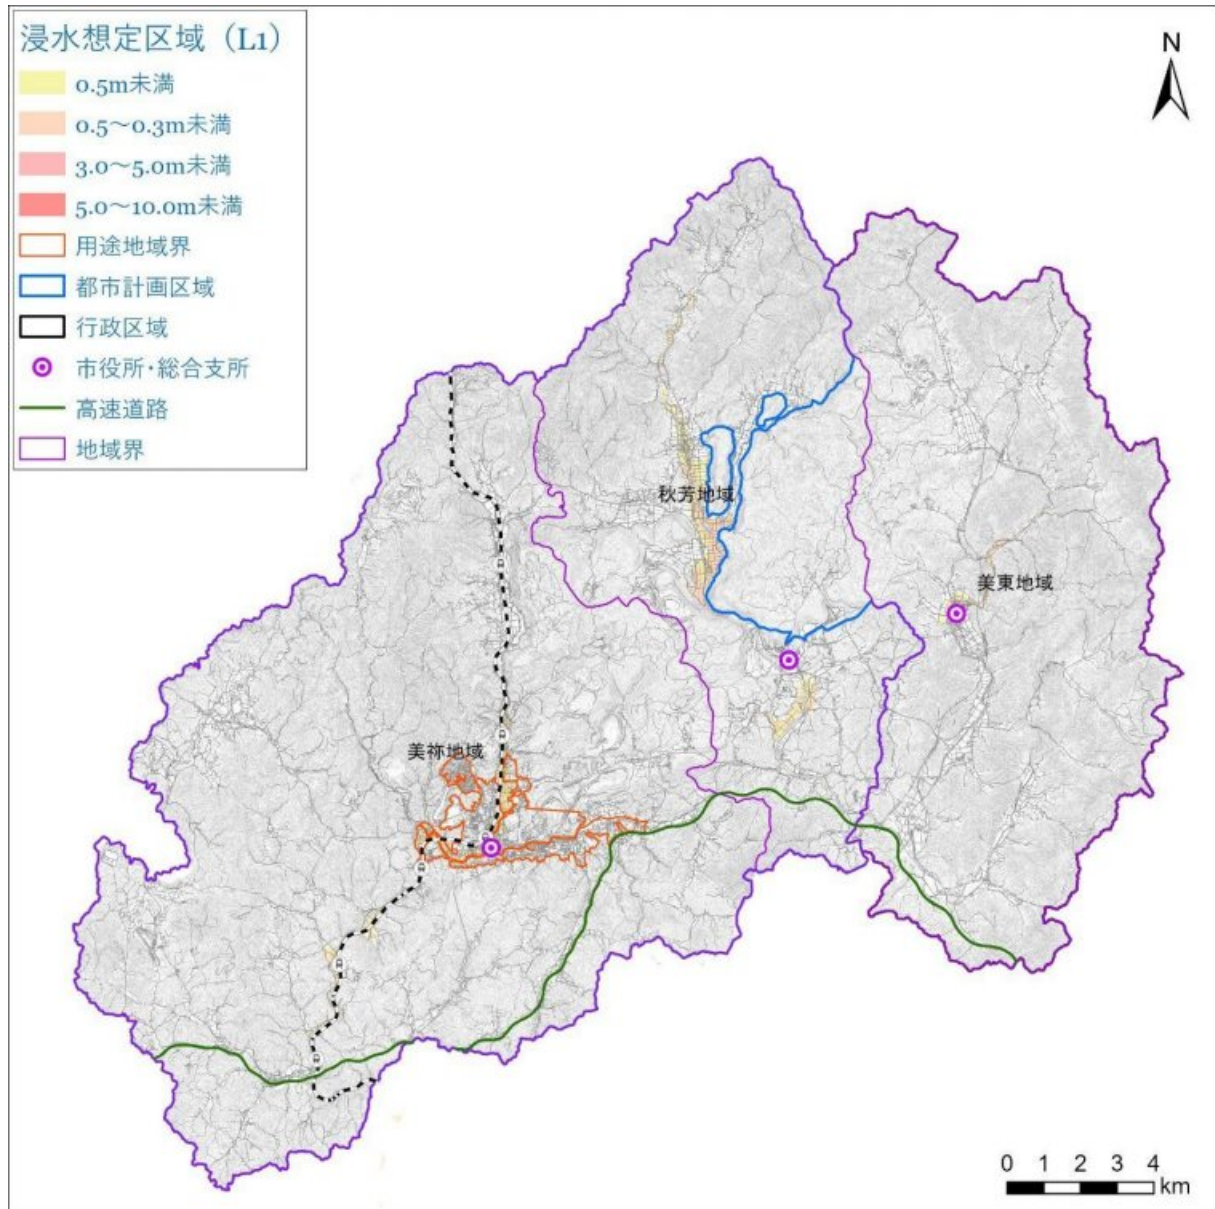 浸水想定区域（L1）
0.5m未満
0.5～0.3m未満
3.0～5.0m未満
5.0～10.0m未満
用途地域界
都市計画区域
行政区域
市役所・総合支所
高速道路
地域界
N
秋芳地域
美東地域
美祢地域
0 1 2 3 4
km